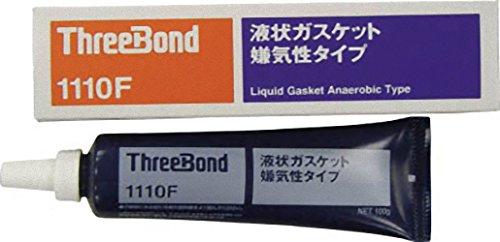 ThreeBond
1110F
液状ガスケット
嫌気性タイプ
Liquid Gasket Anaerobic Type
ThreeBond
1110F
液状ガスケット
嫌気性タイプ
NET 100g